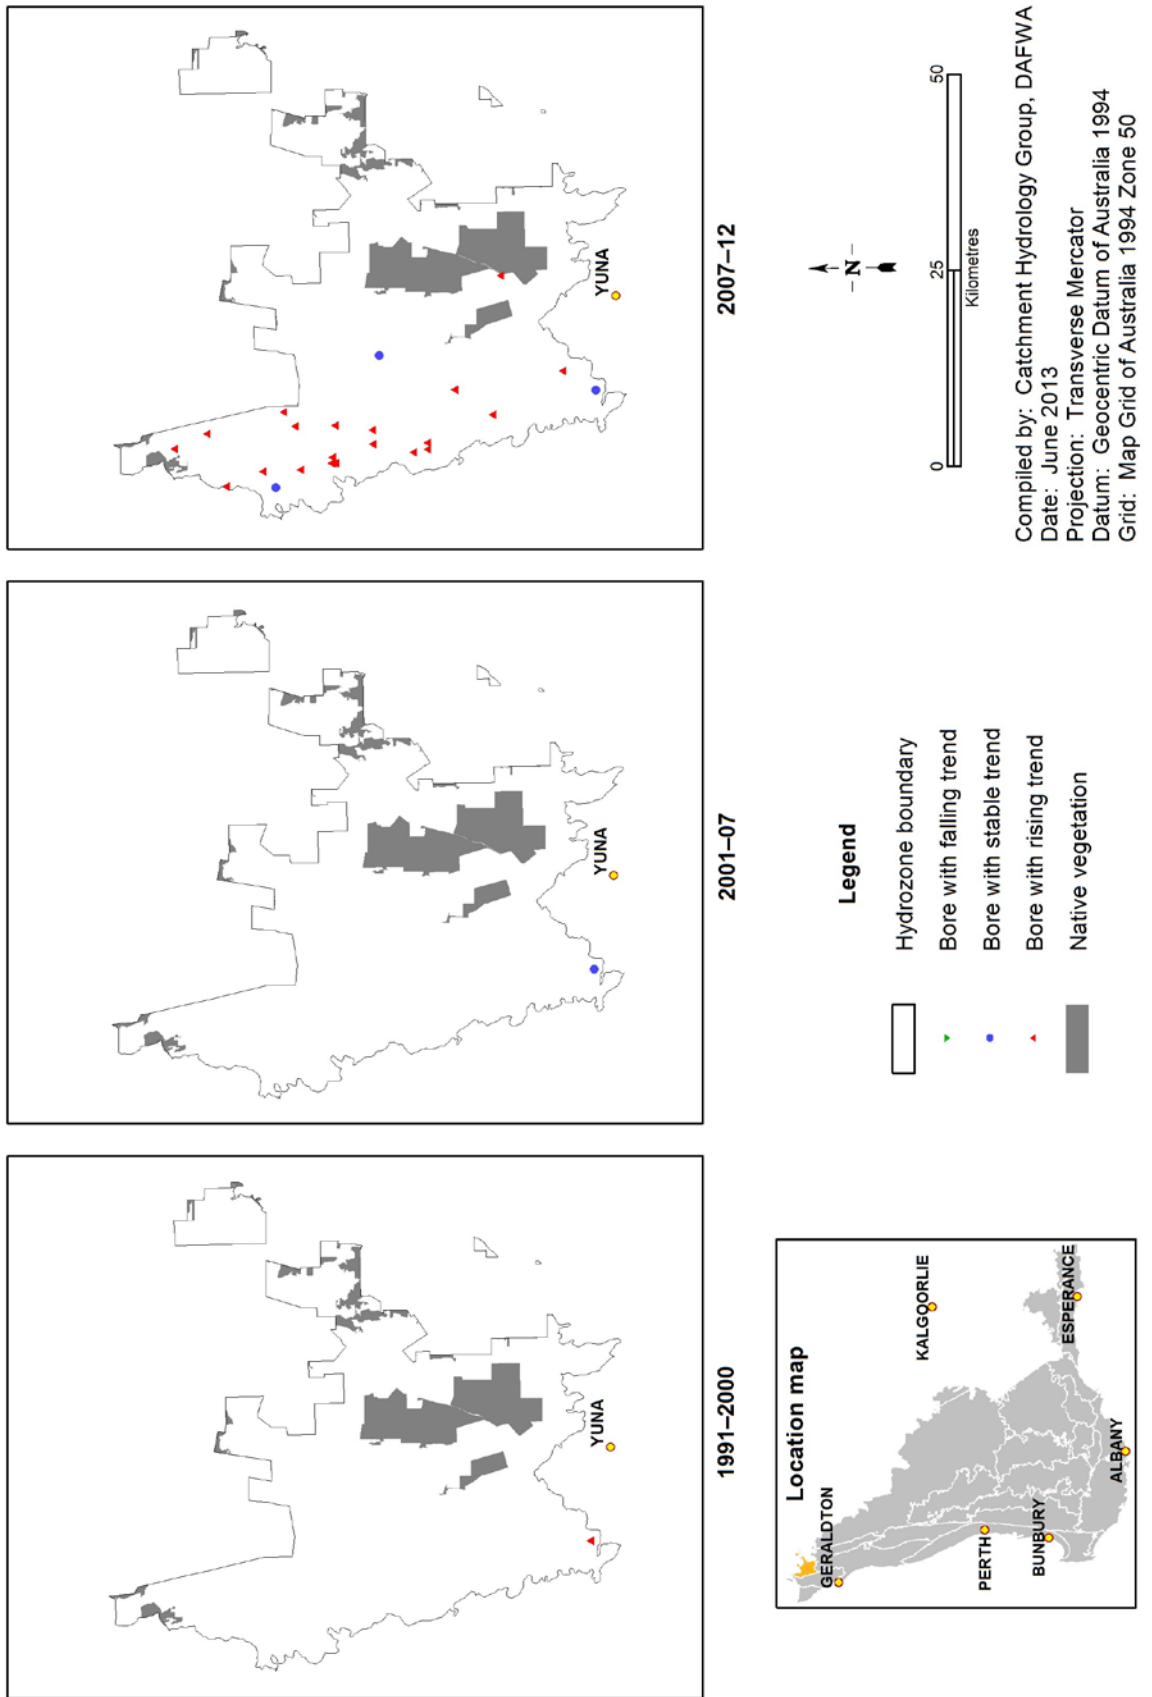 YUNA
1991–2000
YUNA
2001–07
YUNA
2007–12
Location map
GERALDTON
KALGOORLIE
PERTH
BUNBURY
ESPERANCE
ALBANY
Legend
Hydrozone boundary
Bore with falling trend
Bore with stable trend
Bore with rising trend
Native vegetation
N
0
25
50
Kilometres
Compiled by: Catchment Hydrology Group, DAFWA
Date: June 2013
Projection: Transverse Mercator
Datum: Geocentric Datum of Australia 1994
Grid: Map Grid of Australia 1994 Zone 50